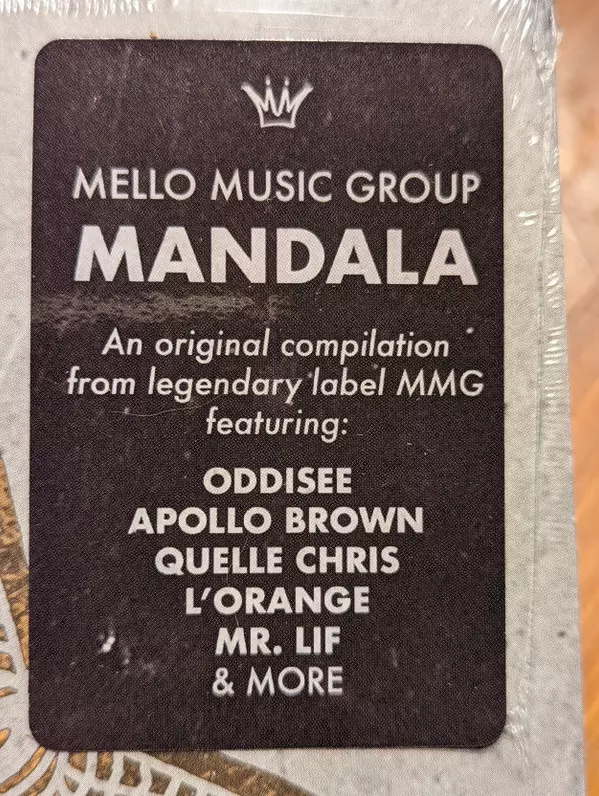 MELLO MUSIC GROUP
MANDALA
An original compilation
from legendary label MMG
featuring:
ODDISEE
APOLLO BROWN
QUELLE CHRIS
L'ORANGE
MR. LIF
& MORE